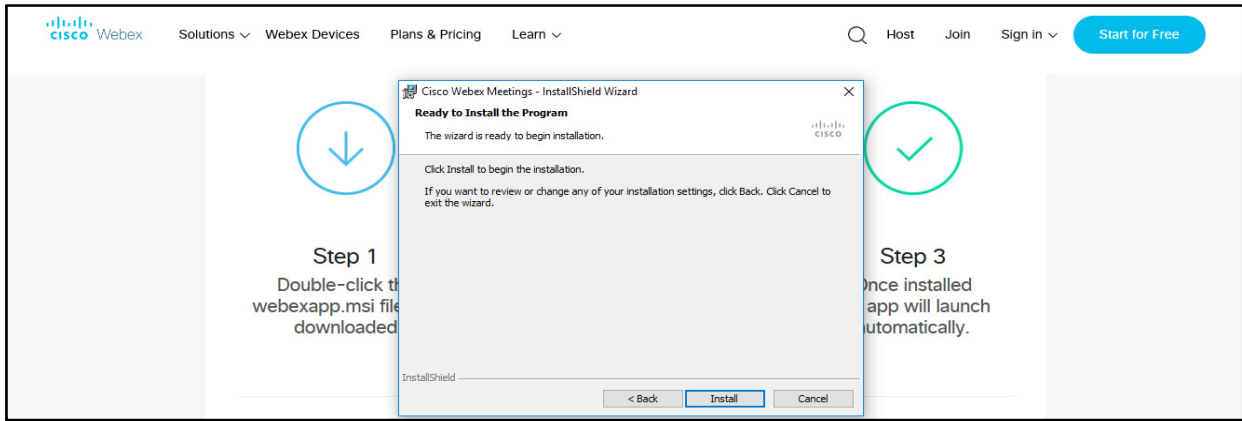 cisco Webex Solutions Webex Devices Plans & Pricing Learn Host Join Sign in Start for Free
Cisco Webex Meetings - InstallShield Wizard
Ready to Install the Program
The wizard is ready to begin installation.
cisco
Click Install to begin the installation.
If you want to review or change any of your installation settings, click Back. Click Cancel to
exit the wizard.
InstallShield
< Back Install Cancel
Step 1
Double-click
webexapp.msi
downloaded
Step 3
installed
app will launch